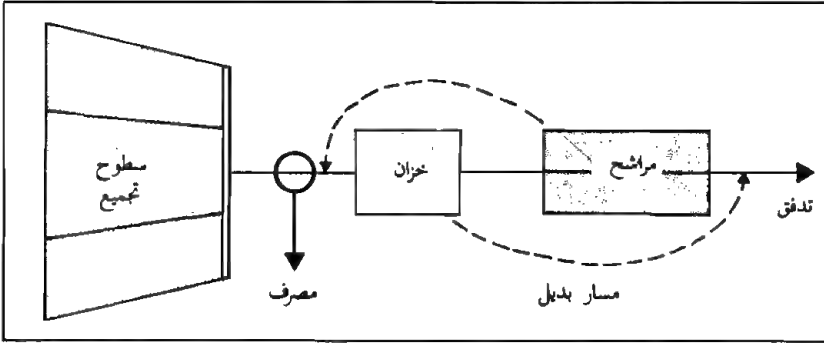 سطوح
تجميع
مصرف
خزان
مراشح
مسار بديل
تدفق